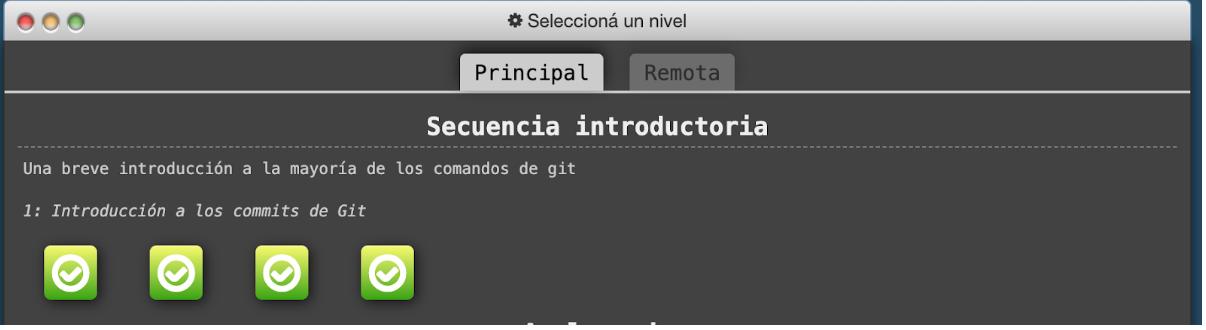 Seleccioná un nivel
Principal Remota
Secuencia introductoria
Una breve introducción a la mayoría de los comandos de git
1: Introducción a los commits de Git